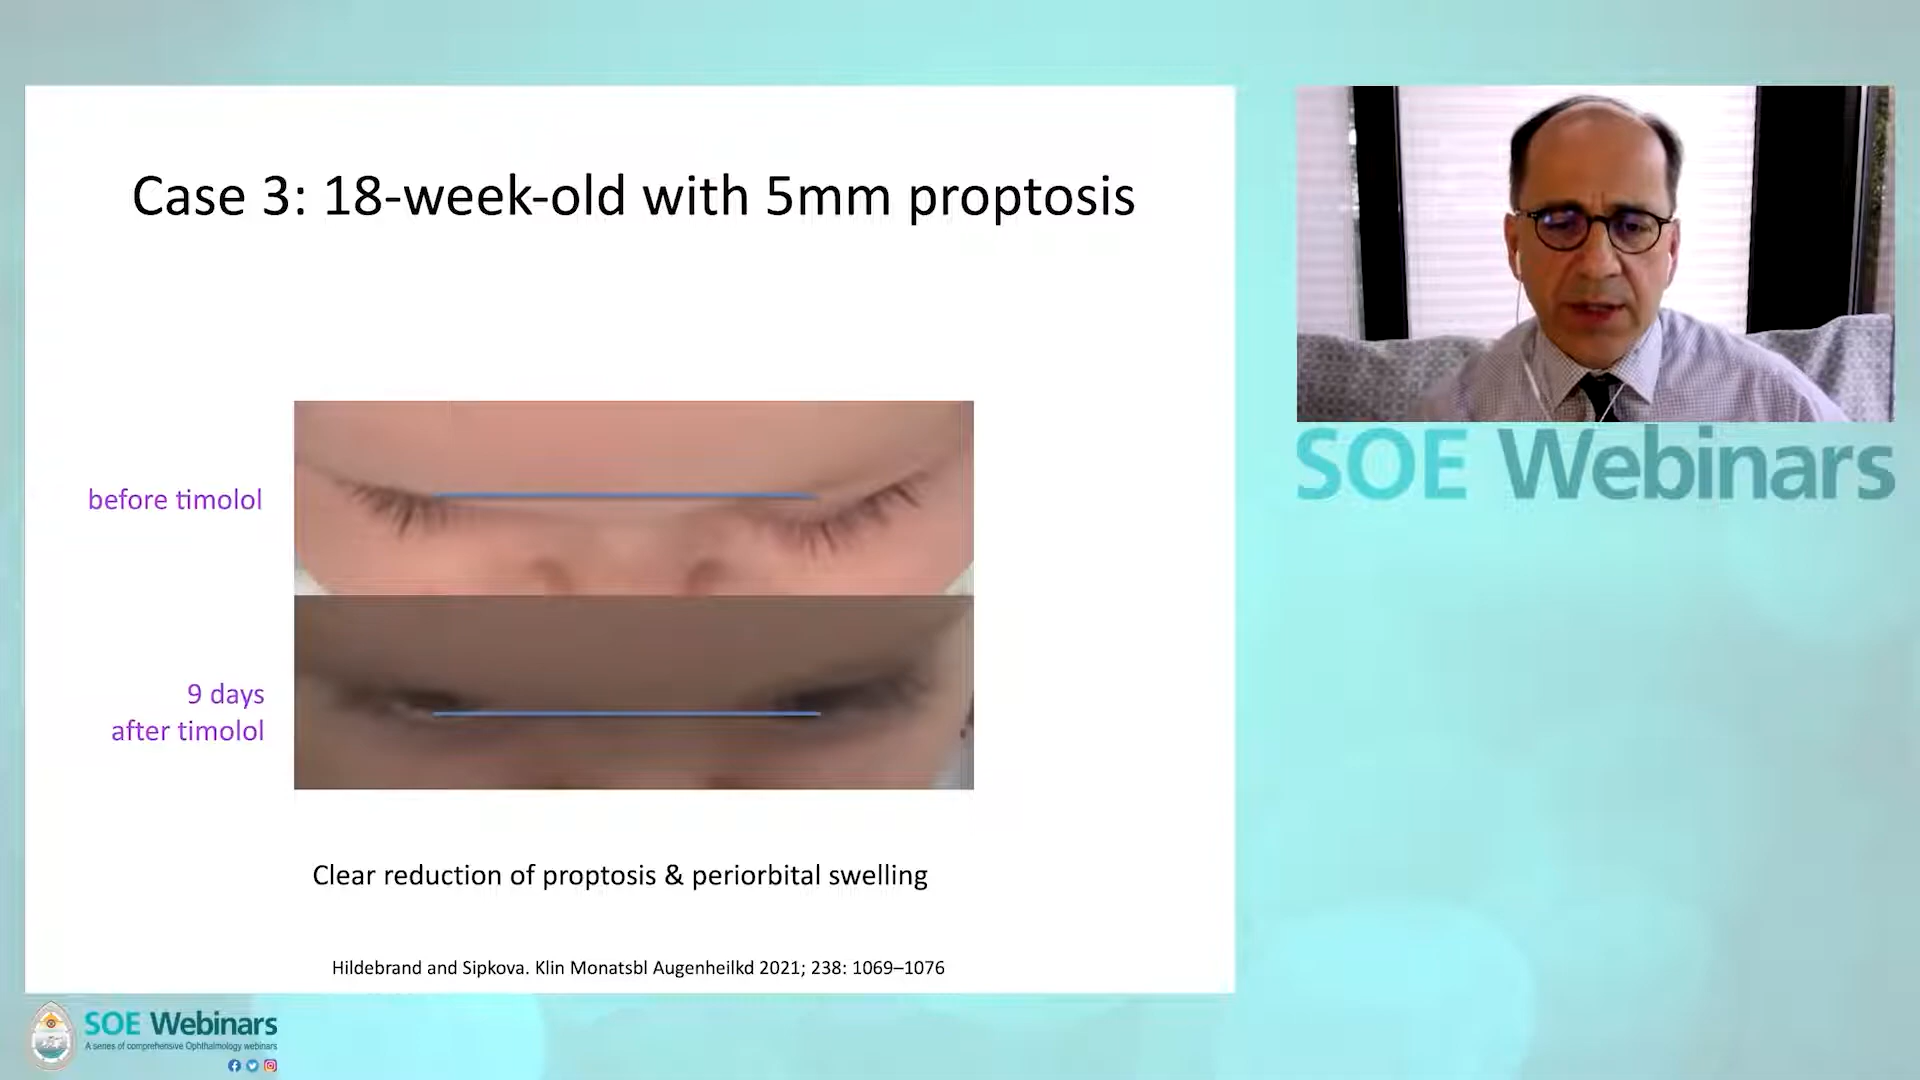 Case 3: 18-week-old with 5mm proptosis
before timolol
9 days
after timolol
Clear reduction of proptosis & periorbital swelling
Hildebrand and Sipkova. Klin Monatsbl Augenheilkd 2021; 238: 1069–1076
SOE Webinars
SOE Webinars
A series of comprehensive Ophthalmology webinars